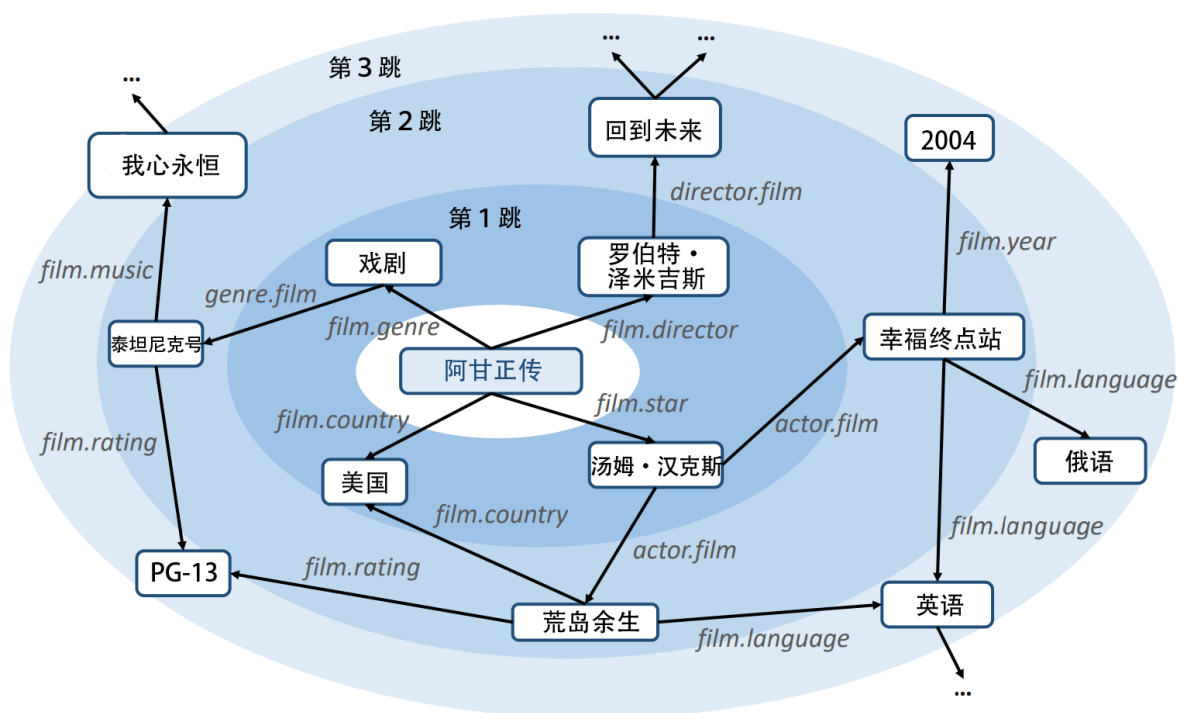 ...
...
第3跳
...
第2跳
回到未来
2004
我心永恒
director.film
第1跳
film.year
戏剧
罗伯特·
泽米吉斯
film.music
genre.film
film.genre
film.director
泰坦尼克号
幸福终点站
阿甘正传
film.language
film.country
film.star
actor.film
film.rating
美国
汤姆·汉克斯
俄语
film.country
film.language
actor.film
film.rating
PG-13
英语
荒岛余生
film.language
...